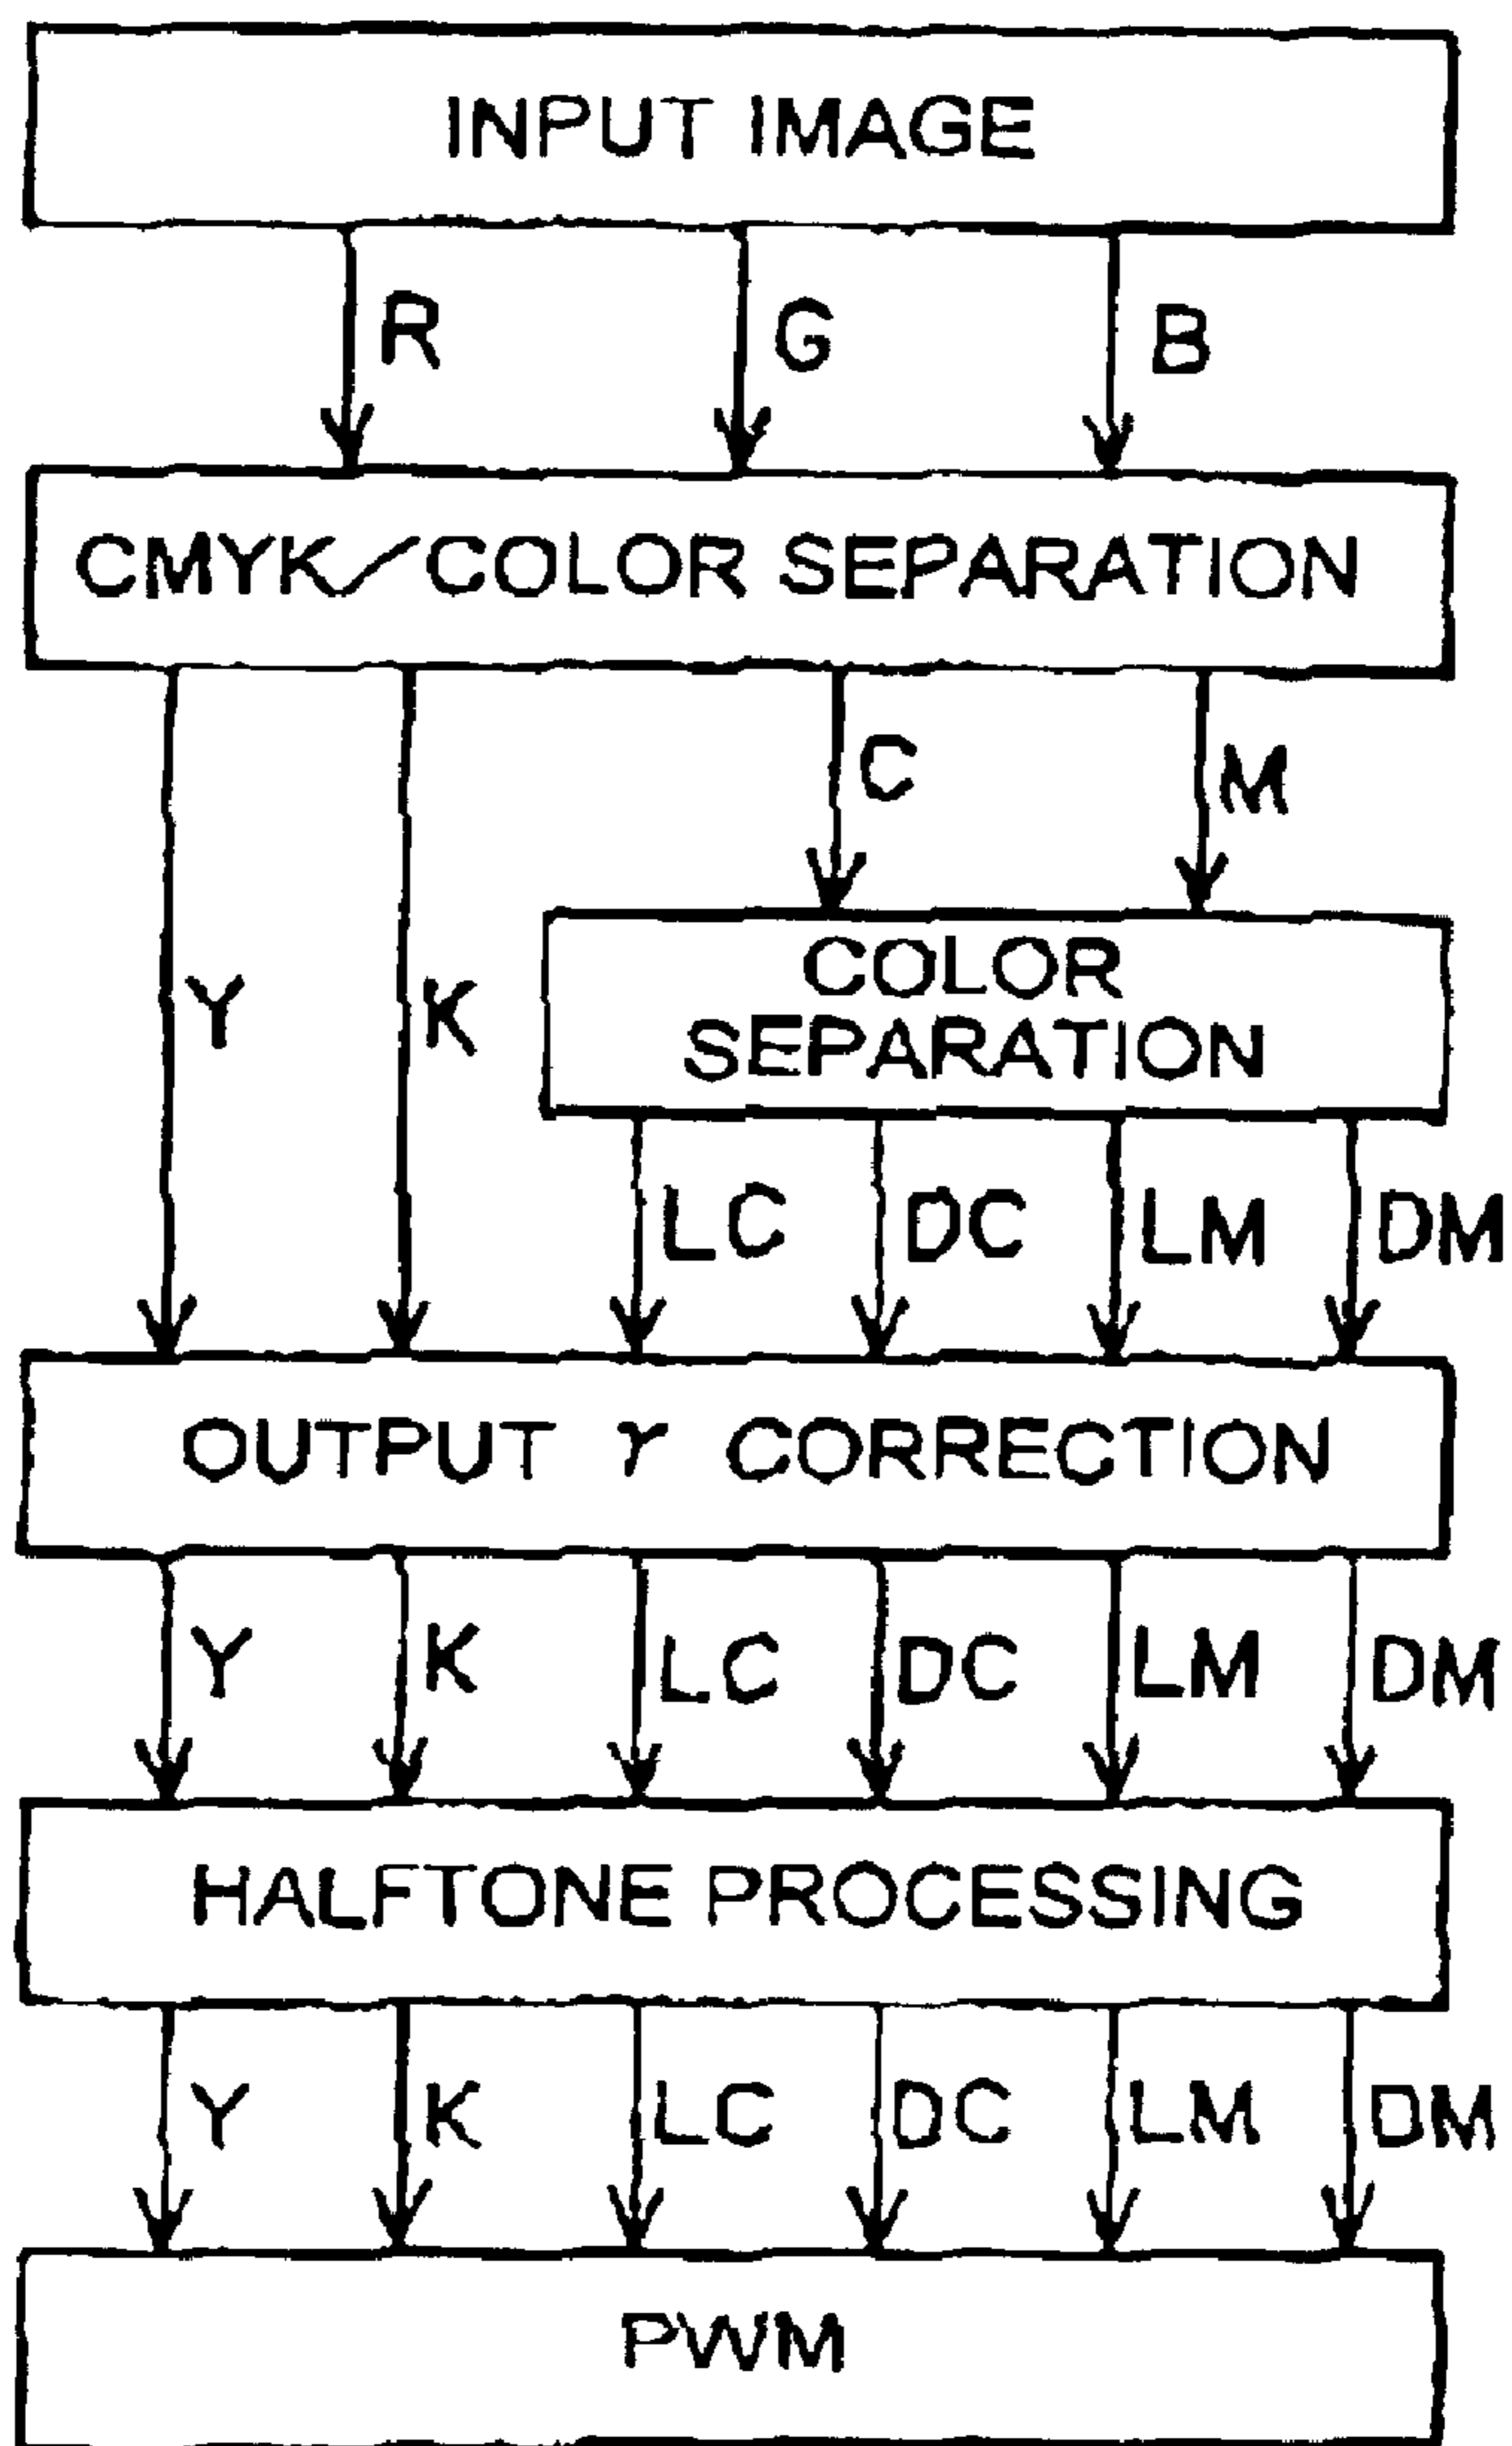 INPUT IMAGE
R G B
CMYK/COLOR SEPARATION
C M
Y K
COLOR
SEPARATION
LC DC LM DM
OUTPUT γ CORRECTION
Y K LC DC LM DM
HALFTONE PROCESSING
Y K LC DC LM DM
PWM